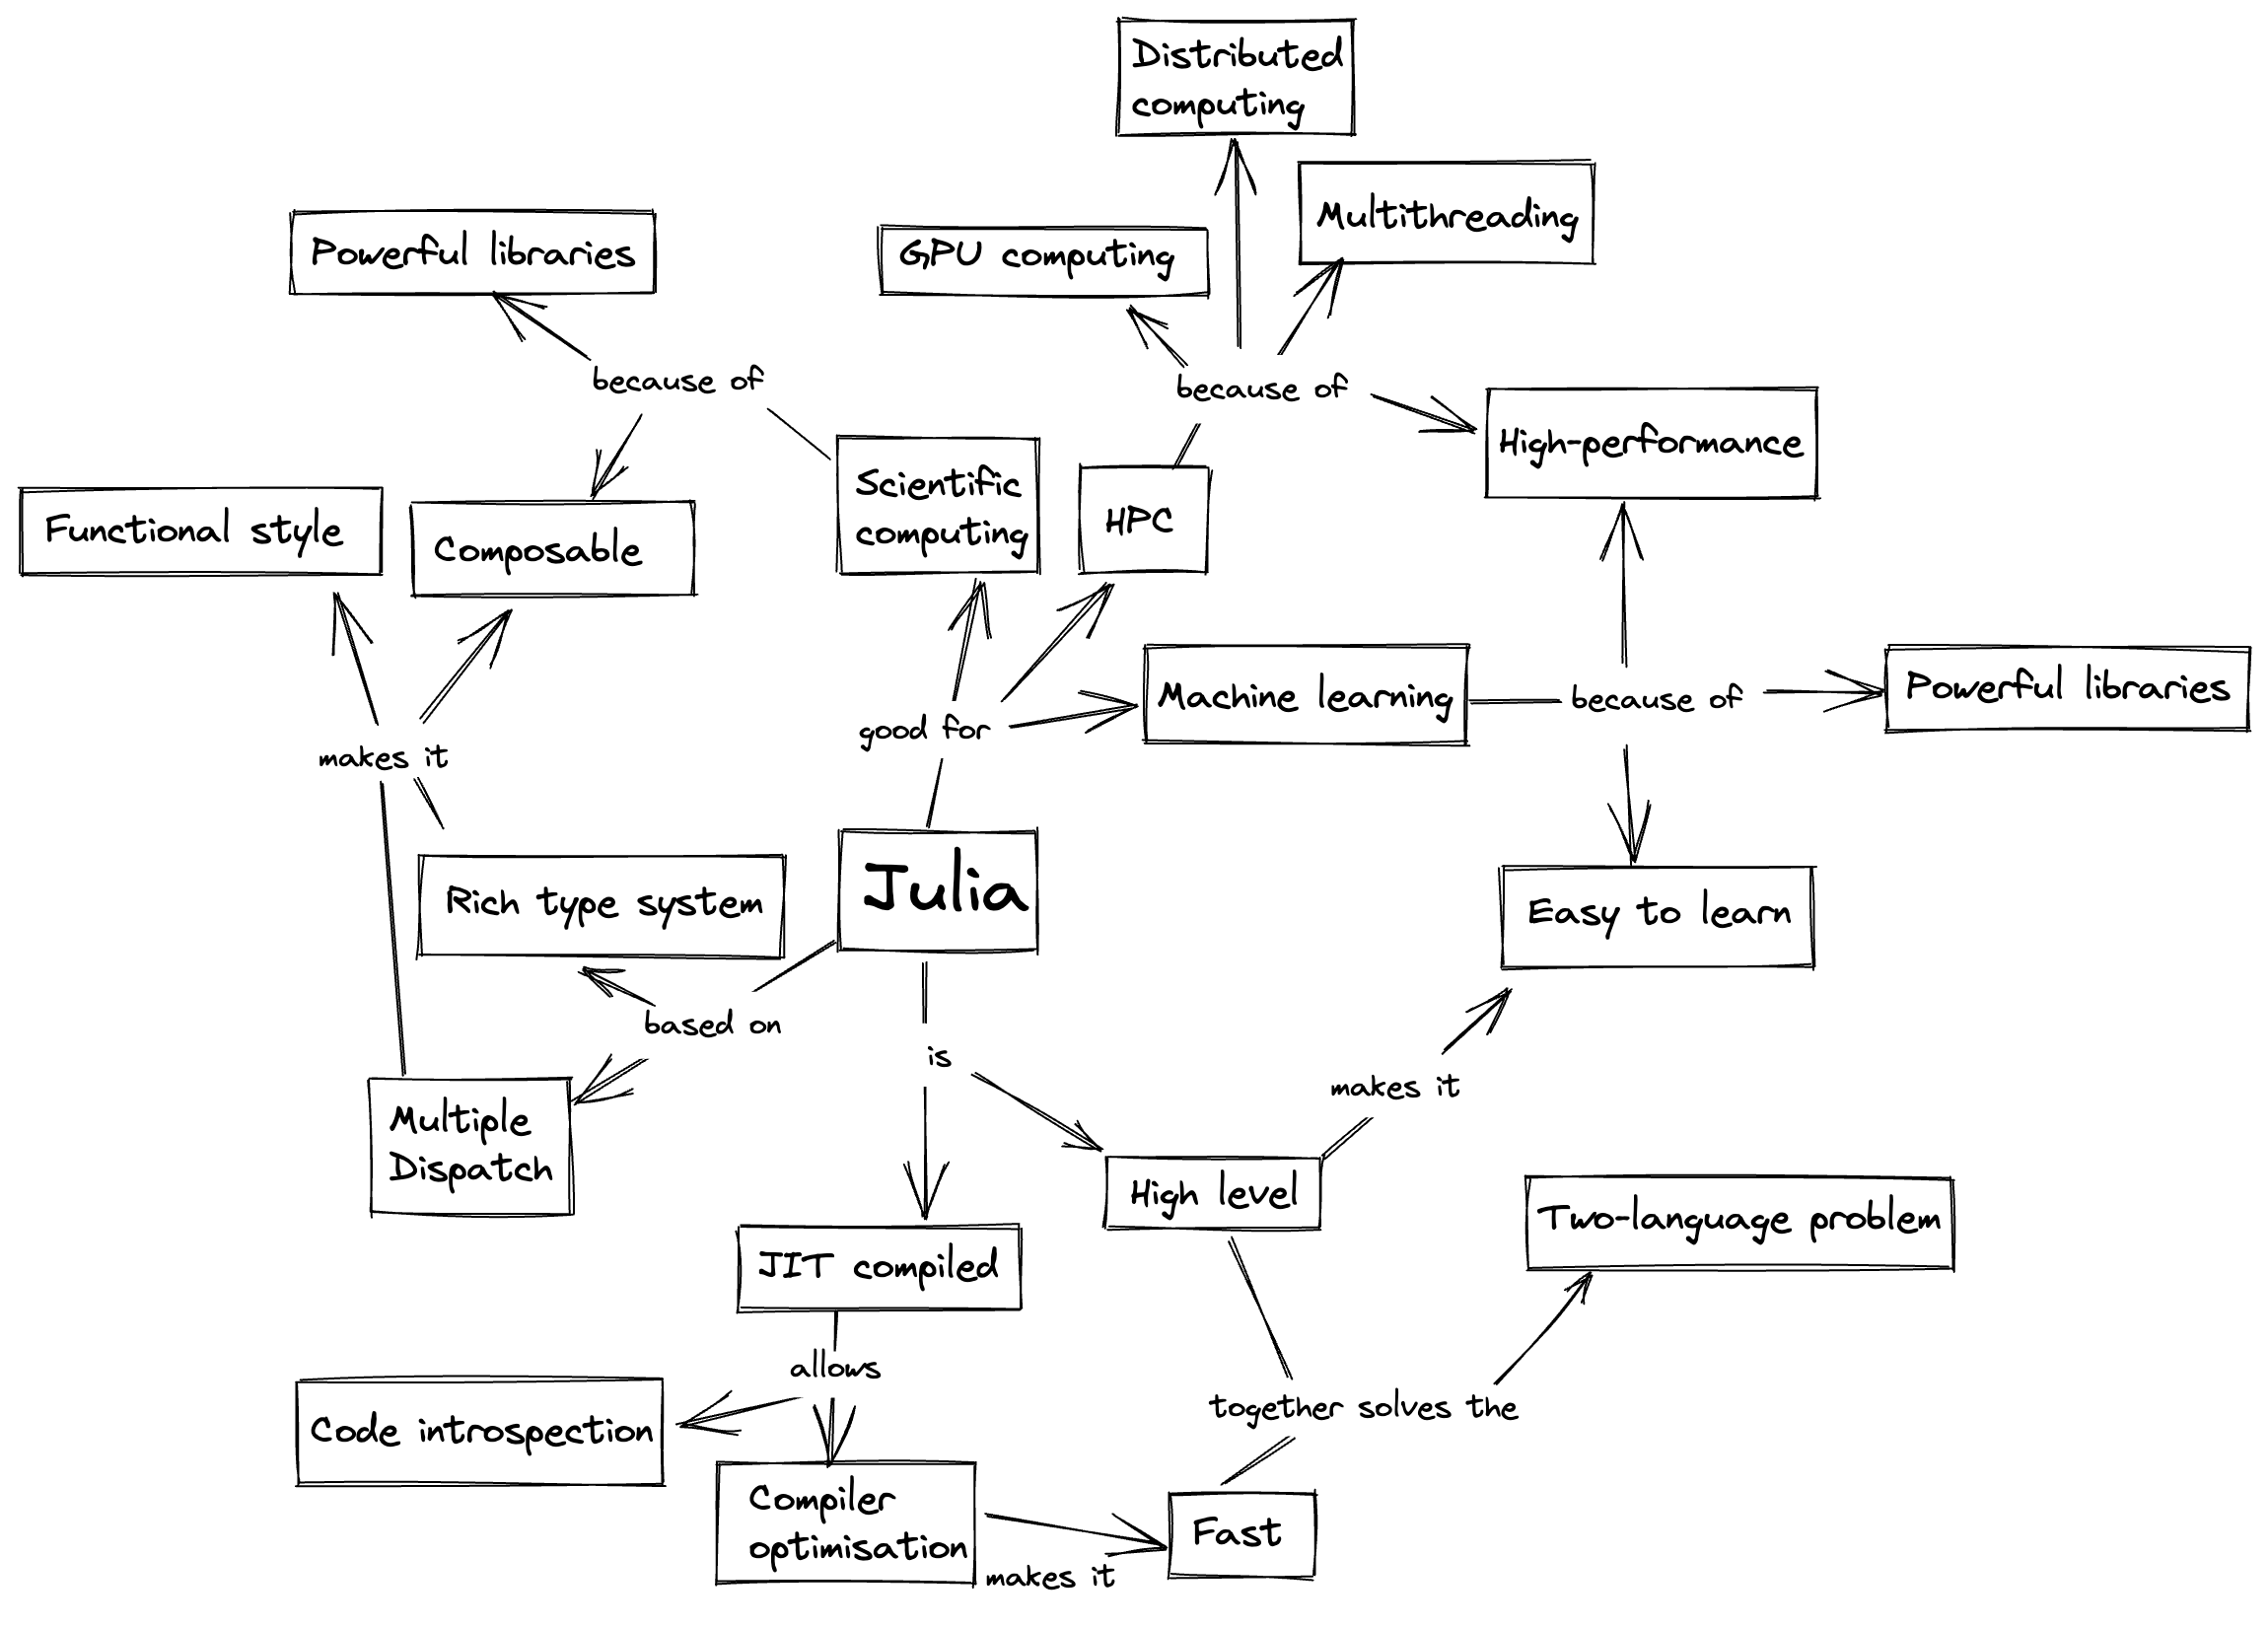 Distributed
computing
Multithreading
Powerful libraries
GPU computing
because of
because of
High-performance
Scientific
computing
HPC
Functional style
Composable
Machine learning
because of
Powerful libraries
good for
makes it
Julia
Rich type system
Easy to learn
based on
is
makes it
Multiple
Dispatch
High level
Two-language problem
JIT compiled
allows
together solves the
Code introspection
Compiler
optimisation
Fast
makes it